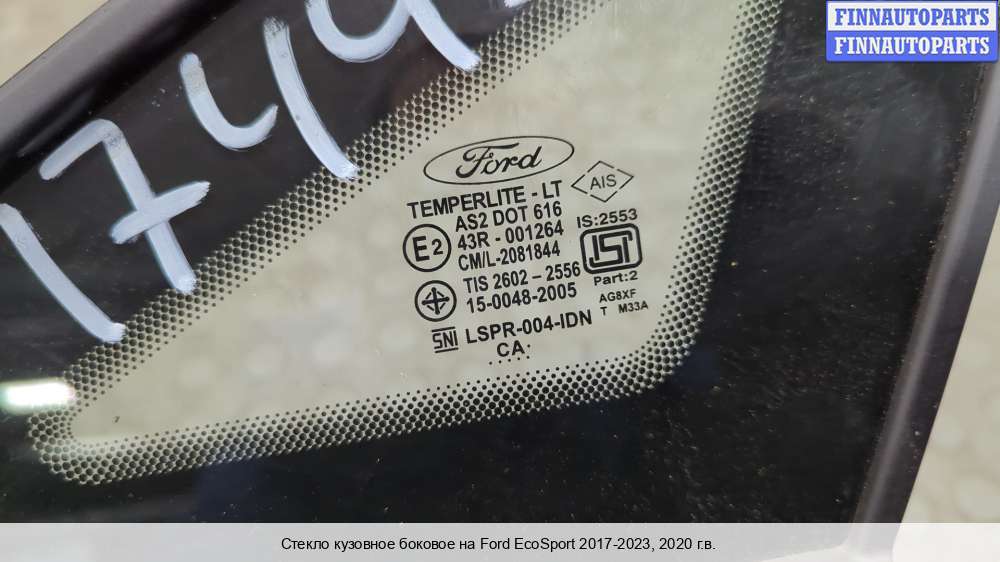 FINNAUTOPARTS
FINNAUTOPARTS
1744
Ford
AIS
TEMPERLITE - LT
AS2 DOT 616
E2
43R - 001264
CM/L-2081844
IS:2553
Part:2
TIS 2602 - 2556
15-0048-2005
AG8XF
T M33A
SNI LSPR-004-IDN
CA
Стекло кузовное боковое на Ford EcoSport 2017-2023, 2020 г.в.